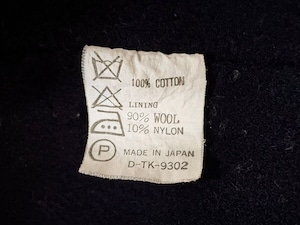 100% COTTON
LINING
90% WOOL
10% NYLON
P MADE IN JAPAN
D-TK-9302